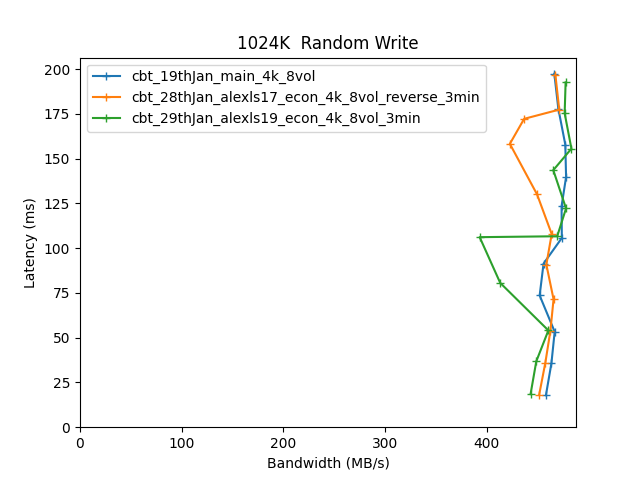 1024K  Random Write
cbt_19thJan_main_4k_8vol
cbt_28thJan_alexls17_econ_4k_8vol_reverse_3min
cbt_29thJan_alexls19_econ_4k_8vol_3min
200
175
150
125
100
75
50
25
0
Latency (ms)
0 100 200 300 400
Bandwidth (MB/s)